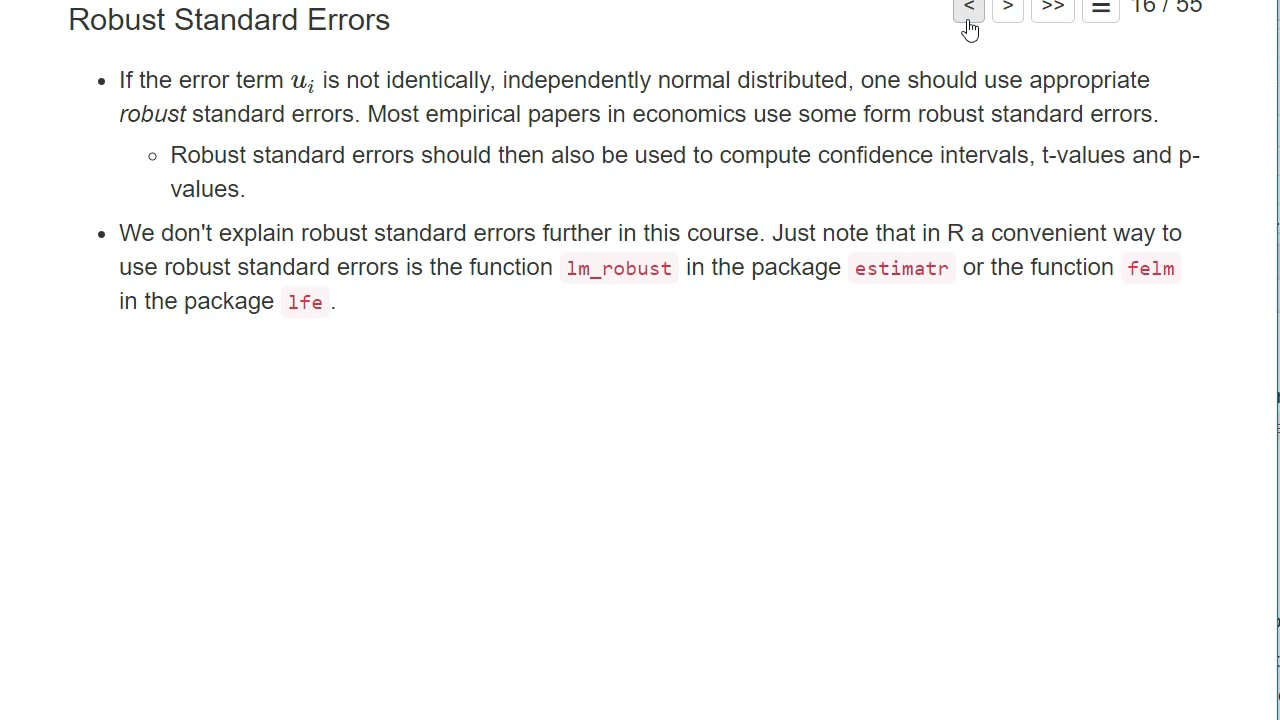 Robust Standard Errors
< > >> ☰ 16 / 55
If the error term u_i is not identically, independently normal distributed, one should use appropriate
robust standard errors. Most empirical papers in economics use some form robust standard errors.
Robust standard errors should then also be used to compute confidence intervals, t-values and p-
values.
We don't explain robust standard errors further in this course. Just note that in R a convenient way to
use robust standard errors is the function lm_robust in the package estimatr or the function felm
in the package lfe .